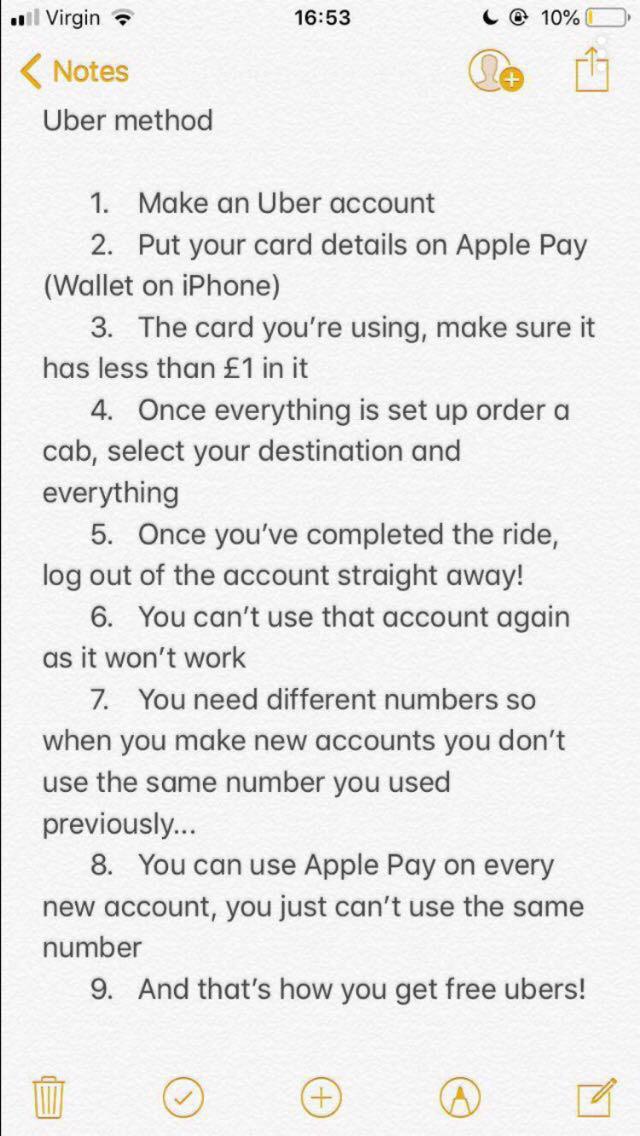 Virgin 16:53 10%
Notes
Uber method
1. Make an Uber account
2. Put your card details on Apple Pay
(Wallet on iPhone)
3. The card you’re using, make sure it
has less than £1 in it
4. Once everything is set up order a
cab, select your destination and
everything
5. Once you’ve completed the ride,
log out of the account straight away!
6. You can’t use that account again
as it won’t work
7. You need different numbers so
when you make new accounts you don’t
use the same number you used
previously...
8. You can use Apple Pay on every
new account, you just can’t use the same
number
9. And that’s how you get free ubers!